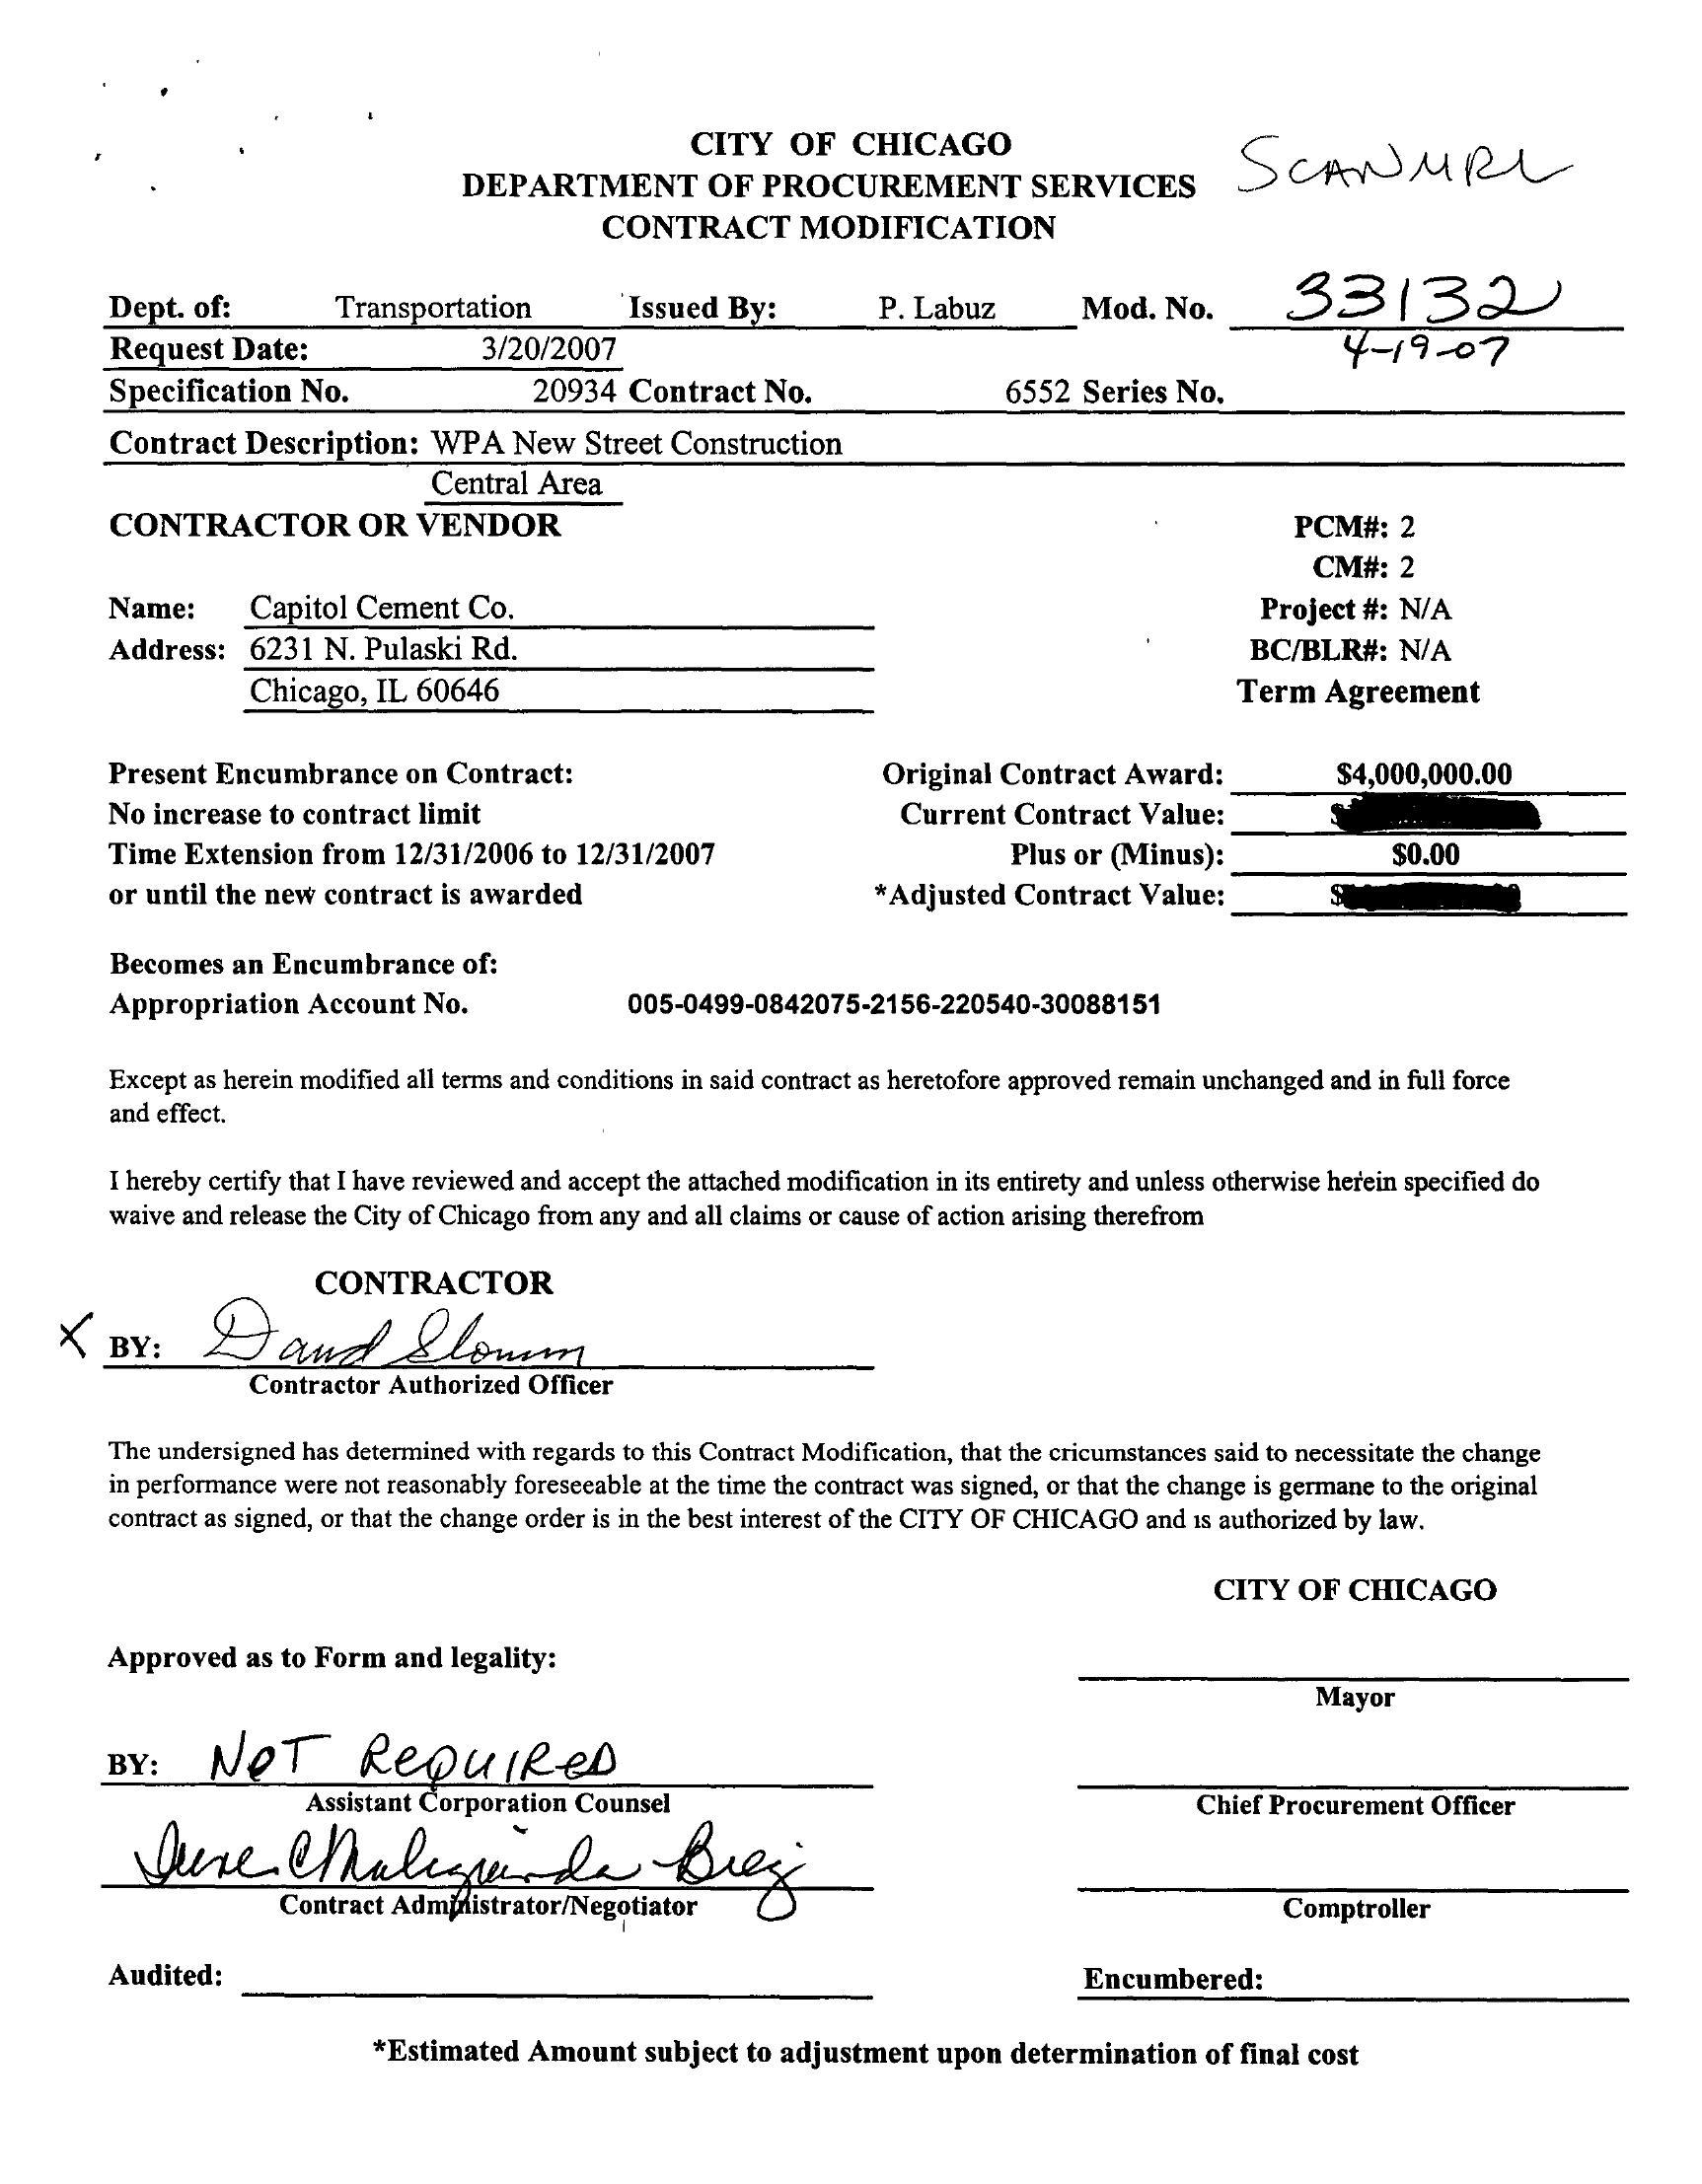 CITY OF CHICAGO
DEPARTMENT OF PROCUREMENT SERVICES
CONTRACT MODIFICATION
Dept. of: Transportation Issued By: P. Labuz Mod. No. 33132
Request Date: 3/20/2007 4-19-07
Specification No. 20934 Contract No. 6552 Series No.
Contract Description: WPA New Street Construction
Central Area
CONTRACTOR OR VENDOR PCM#: 2
CM#: 2
Name: Capitol Cement Co. Project #: N/A
Address: 6231 N. Pulaski Rd. BC/BLR#: N/A
Chicago, IL 60646 Term Agreement
Present Encumbrance on Contract: Original Contract Award: $4,000,000.00
No increase to contract limit Current Contract Value: $
Time Extension from 12/31/2006 to 12/31/2007 Plus or (Minus): $0.00
or until the new contract is awarded *Adjusted Contract Value: $
Becomes an Encumbrance of:
Appropriation Account No. 005-0499-0842075-2156-220540-30088151
Except as herein modified all terms and conditions in said contract as heretofore approved remain unchanged and in full force
and effect.
I hereby certify that I have reviewed and accept the attached modification in its entirety and unless otherwise herein specified do
waive and release the City of Chicago from any and all claims or cause of action arising therefrom
CONTRACTOR
X BY: David
Contractor Authorized Officer
The undersigned has determined with regards to this Contract Modification, that the cricumstances said to necessitate the change
in performance were not reasonably foreseeable at the time the contract was signed, or that the change is germane to the original
contract as signed, or that the change order is in the best interest of the CITY OF CHICAGO and is authorized by law.
CITY OF CHICAGO
Approved as to Form and legality:
Mayor
BY: NOT REQUIRED
Assistant Corporation Counsel Chief Procurement Officer
Contract Administrator/Negotiator Comptroller
Audited: Encumbered:
*Estimated Amount subject to adjustment upon determination of final cost